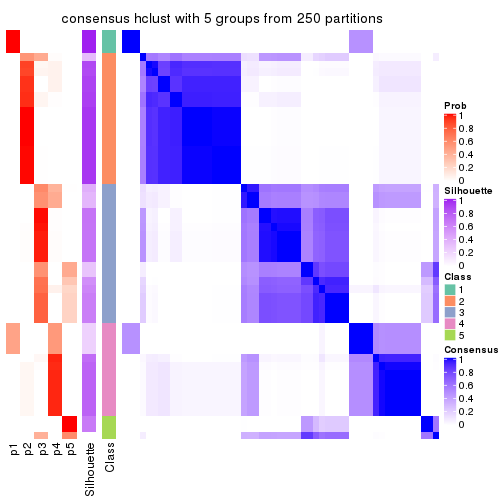 consensus hclust with 5 groups from 250 partitions
Prob
1
0.8
0.6
0.4
0.2
0
Silhouette
1
0.8
0.6
0.4
0.2
0
Class
1
2
3
4
5
Consensus
1
0.8
0.6
0.4
0.2
0
p1
p2
p3
p4
p5
Silhouette
Class